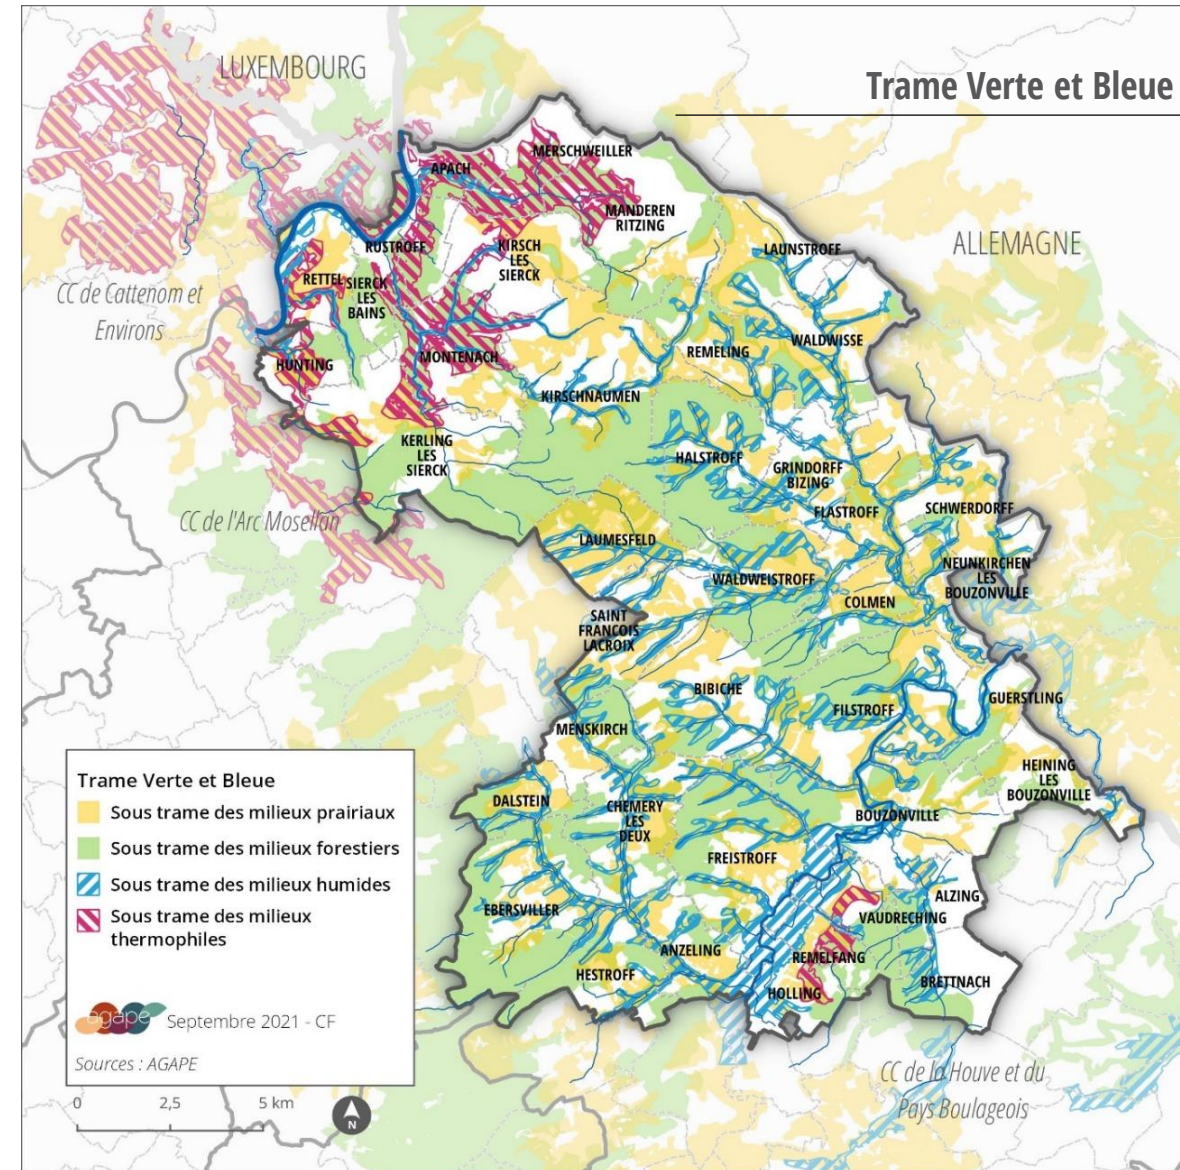 Trame Verte et Bleue
LUXEMBOURG
ALLEMAGNE
CC de Cattenom et
Environs
CC de l'Arc Mosellan
CC de la Houve et du
Pays Boulageois
MERSCHWEILLER
APACH
MANDEREN
RITZING
RUSTROFF
KIRSCH
LES
SIERCK
LAUNSTROFF
RETTEL
SIERCK
LES
BAINS
WALDWISSE
REMELING
MONTENACH
HUNTING
KIRSCHNAUMEN
KERLING
LES
SIERCK
HALSTROFF
GRINDORFF
BIZING
FLASTROFF
SCHWERDORFF
LAUMESFELD
WALDWEISTROFF
NEUNKIRCHEN
LES
BOUZONVILLE
COLMEN
SAINT
FRANCOIS
LACROIX
BIBICHE
FILSTROFF
GUERSTLING
MENSKIRCH
HEINING
LES
BOUZONVILLE
DALSTEIN
CHEMERY
LES
DEUX
BOUZONVILLE
FREISTROFF
ALZING
VAUDRECHING
EBERSVILLER
ANZELING
REMELFANG
HESTROFF
HOLLING
BRETTNACH
Trame Verte et Bleue
Sous trame des milieux prairiaux
Sous trame des milieux forestiers
Sous trame des milieux humides
Sous trame des milieux
thermophiles
agape
Septembre 2021 - CF
Sources : AGAPE
0 2,5 5 km
N